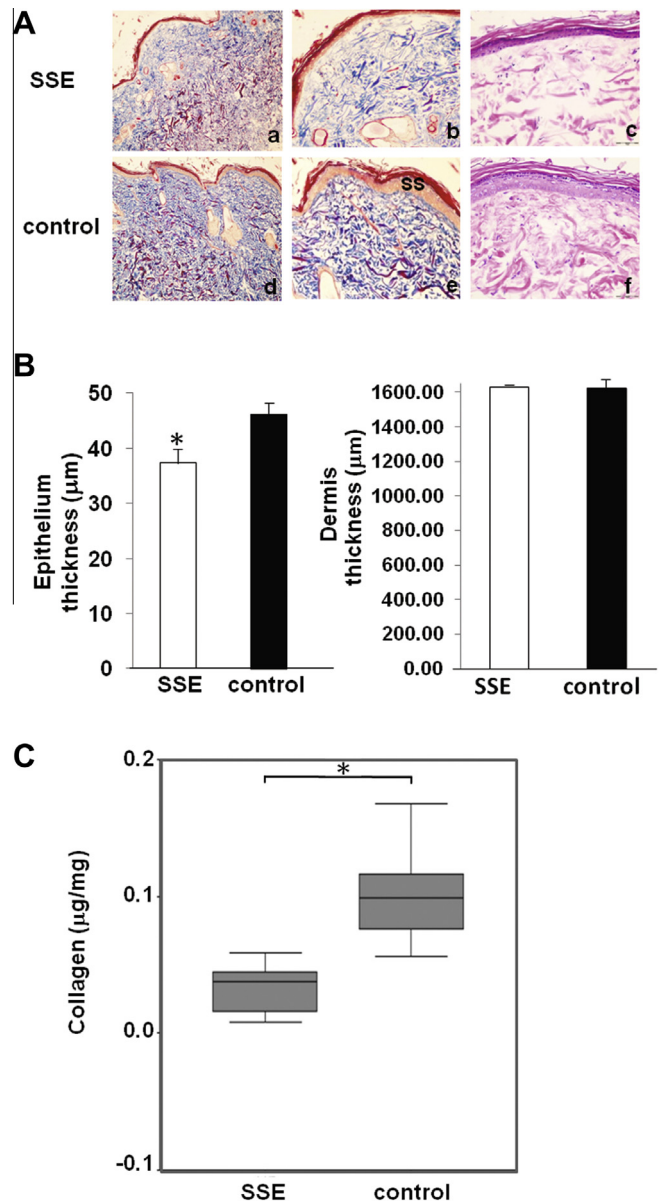 A
SSE
a
b
c
control
d
ss
e
f
B
Epithelium
thickness (µm)
50
40
30
20
10
0
*
SSE
control
Dermis
thickness (µm)
1600.00
1400.00
1200.00
1000.00
800.00
600.00
400.00
200.00
0.00
SSE
control
C
Collagen (µg/mg)
0.2
0.1
0.0
-0.1
*
SSE
control